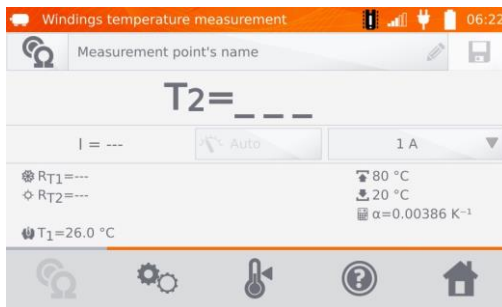 Windings temperature measurement 06:22
Measurement point's name
T2=_ _ _
I = --- Auto 1 A
RT1=--- 80 °C
RT2=--- 20 °C
α=0.00386 K⁻¹
T1=26.0 °C